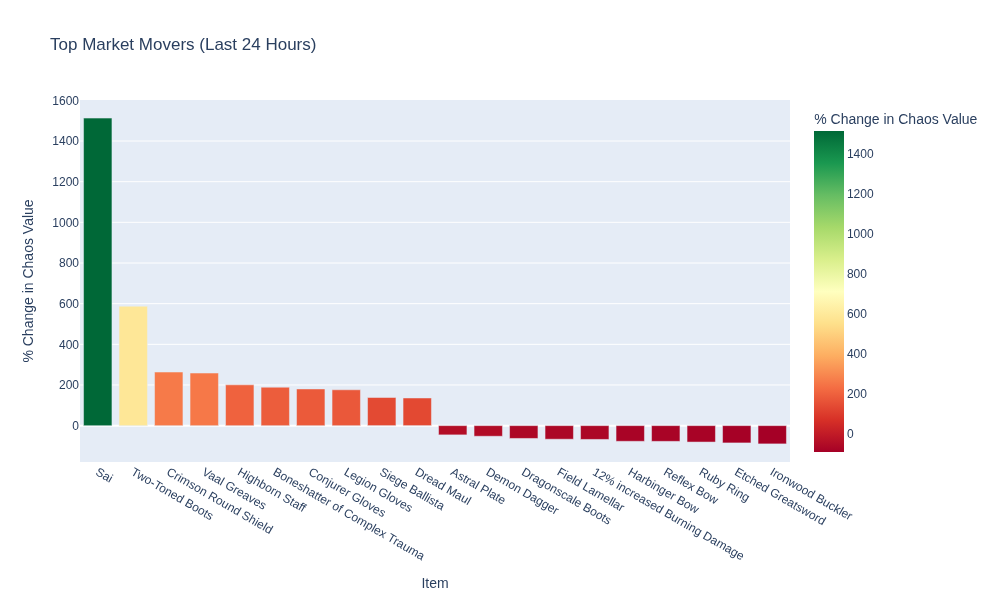 Top Market Movers (Last 24 Hours)
% Change in Chaos Value
1600
1400
1200
1000
800
600
400
200
0
Sai
Two-Toned Boots
Crimson Round Shield
Vaal Greaves
Highborn Staff
Boneshatter of Complex Trauma
Conjurer Gloves
Legion Gloves
Siege Ballista
Dread Maul
Astral Plate
Demon Dagger
Dragonscale Boots
Field Lamellar
12% increased Burning Damage
Harbinger Bow
Reflex Bow
Ruby Ring
Etched Greatsword
Ironwood Buckler
Item
% Change in Chaos Value
1400
1200
1000
800
600
400
200
0